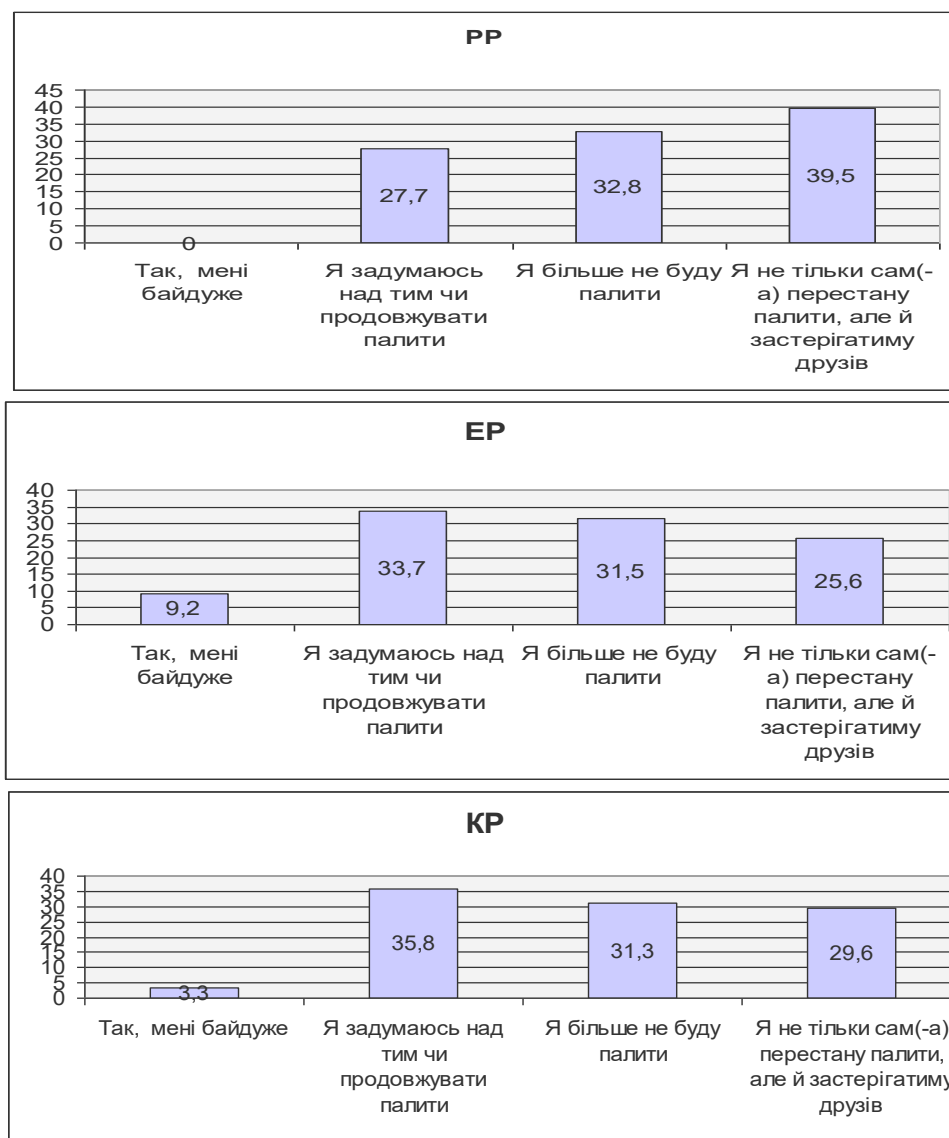 РР
45
40
35
30
25
20
15
10
5
0
0
27,7
32,8
39,5
Так, мені
байдуже
Я задумаюсь
над тим чи
продовжувати
палити
Я більше не буду
палити
Я не тільки сам(-
а) перестану
палити, але й
застерігатиму
друзів
ЕР
40
35
30
25
20
15
10
5
0
9,2
33,7
31,5
25,6
Так, мені
байдуже
Я задумаюсь над
тим чи
продовжувати
палити
Я більше не буду
палити
Я не тільки сам(-
а) перестану
палити, але й
застерігатиму
друзів
КР
40
35
30
25
20
15
10
5
0
3,3
35,8
31,3
29,6
Так, мені байдуже
Я задумаюсь над
тим чи
продовжувати
палити
Я більше не буду
палити
Я не тільки сам(-а)
перестану палити,
але й застерігатиму
друзів